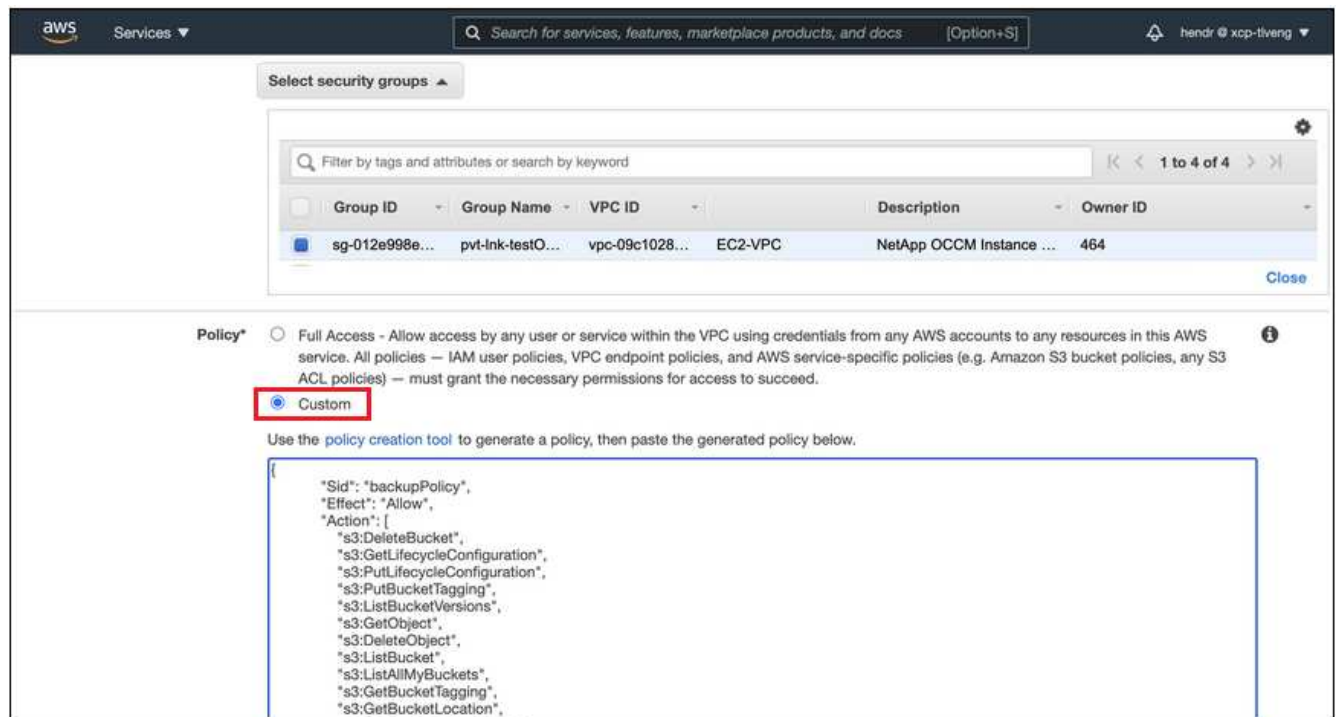 aws Services ▼ Search for services, features, marketplace products, and docs [Option+S] hendr @ xcp-tlveng ▼
Select security groups ▲
Filter by tags and attributes or search by keyword 1 to 4 of 4
Group ID Group Name VPC ID Description Owner ID
sg-012e998e... pvt-lnk-testO... vpc-09c1028... EC2-VPC NetApp OCCM Instance ... 464
Close
Policy* Full Access - Allow access by any user or service within the VPC using credentials from any AWS accounts to any resources in this AWS
service. All policies — IAM user policies, VPC endpoint policies, and AWS service-specific policies (e.g. Amazon S3 bucket policies, any S3
ACL policies) — must grant the necessary permissions for access to succeed.
Custom
Use the policy creation tool to generate a policy, then paste the generated policy below.
{
"Sid": "backupPolicy",
"Effect": "Allow",
"Action": [
"s3:DeleteBucket",
"s3:GetLifecycleConfiguration",
"s3:PutLifecycleConfiguration",
"s3:PutBucketTagging",
"s3:ListBucketVersions",
"s3:GetObject",
"s3:DeleteObject",
"s3:ListBucket",
"s3:ListAllMyBuckets",
"s3:GetBucketTagging",
"s3:GetBucketLocation",